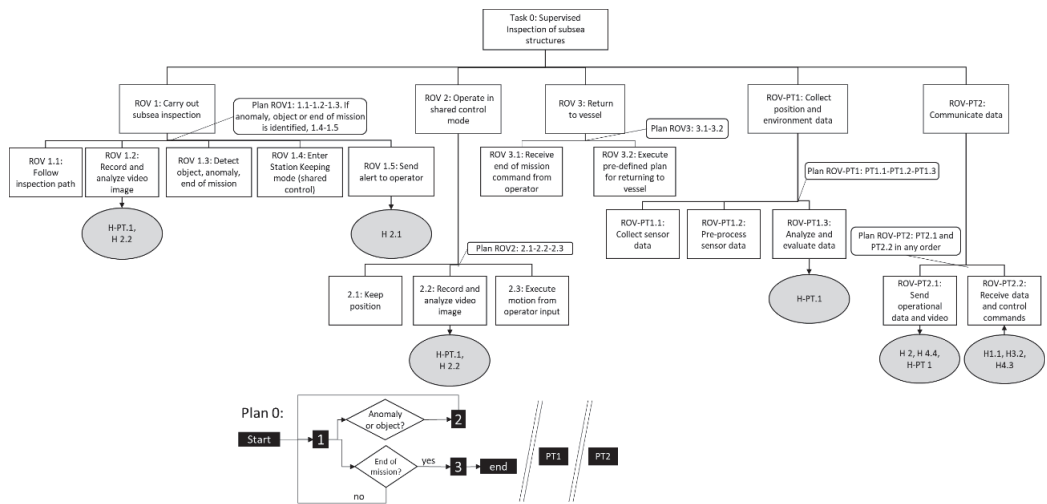 Task 0: Supervised
Inspection of subsea
structures
ROV 1: Carry out
subsea inspection
Plan ROV1: 1.1-1.2-1.3. If
anomaly, object or end of mission
is identified, 1.4-1.5
ROV 2: Operate in
shared control
mode
ROV 3: Return
to vessel
Plan ROV3: 3.1-3.2
ROV-PT1: Collect
position and
environment data
ROV-PT2:
Communicate data
ROV 1.1:
Follow
inspection path
ROV 1.2:
Record and
analyze video
image
ROV 1.3: Detect
object, anomaly,
end of mission
ROV 1.4: Enter
Station Keeping
mode (shared
control)
ROV 1.5: Send
alert to operator
ROV 3.1: Receive
end of mission
command from
operator
ROV 3.2: Execute
pre-defined plan
for returning to
vessel
Plan ROV-PT1: PT1.1-PT1.2-PT1.3
H-PT.1,
H 2.2
H 2.1
ROV-PT1.1:
Collect sensor
data
ROV-PT1.2:
Pre-process
sensor data
ROV-PT1.3:
Analyze and
evaluate data
Plan ROV-PT2: PT2.1 and
PT2.2 in any order
Plan ROV2: 2.1-2.2-2.3
2.1: Keep
position
2.2: Record and
analyze video
image
2.3: Execute
motion from
operator input
H-PT.1
ROV-PT2.1:
Send
operational
data and video
ROV-PT2.2:
Receive data
and control
commands
H-PT.1,
H 2.2
H 2, H 4.4,
H-PT 1
H1.1, H3.2,
H4.3
Plan 0:
Start
1
Anomaly
or object?
2
End of
mission?
yes
3
end
no
PT1
PT2